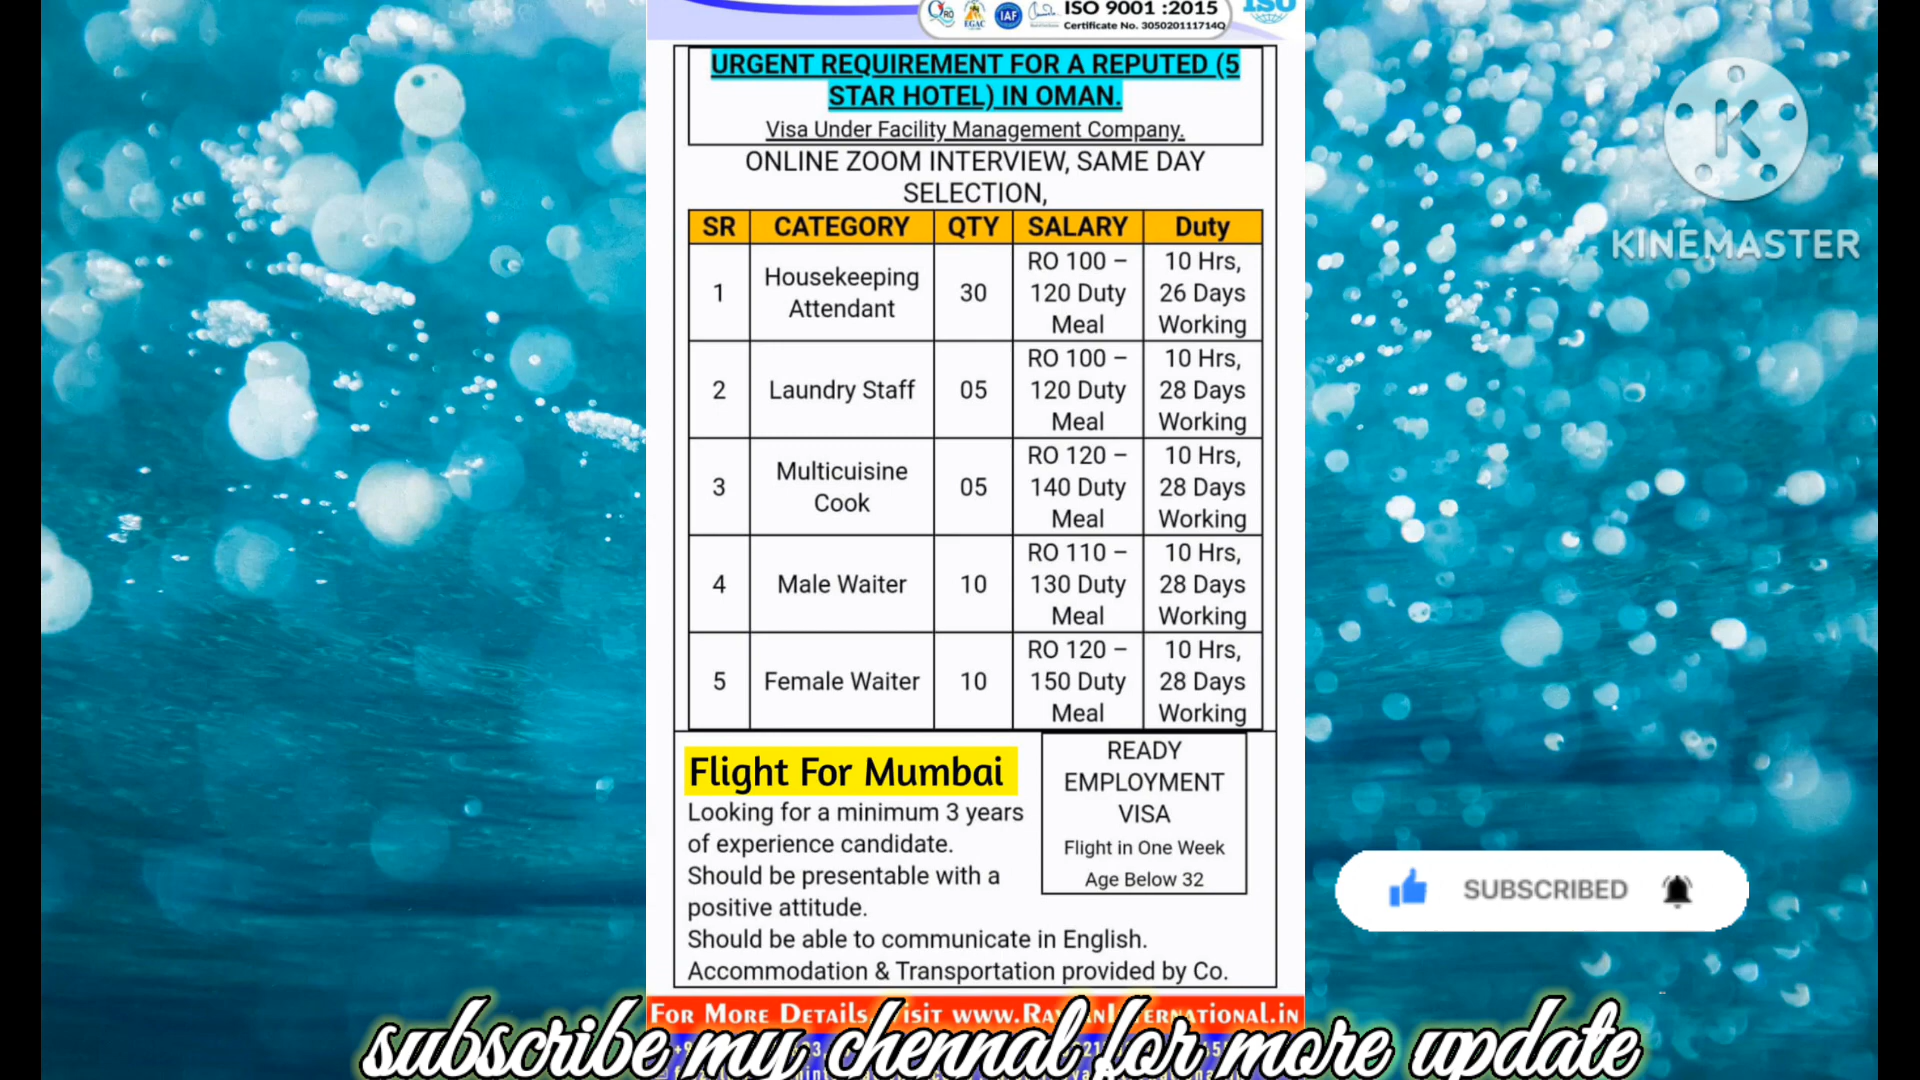 ISO 9001 :2015
ISO
EGAC
IAF
Certificate No. 305020111714Q
URGENT REQUIREMENT FOR A REPUTED (5
STAR HOTEL) IN OMAN.
Visa Under Facility Management Company.
ONLINE ZOOM INTERVIEW, SAME DAY
SELECTION,
SR CATEGORY QTY SALARY Duty
1 Housekeeping Attendant 30 RO 100 – 120 Duty Meal 10 Hrs, 26 Days Working
2 Laundry Staff 05 RO 100 – 120 Duty Meal 10 Hrs, 28 Days Working
3 Multicuisine Cook 05 RO 120 – 140 Duty Meal 10 Hrs, 28 Days Working
4 Male Waiter 10 RO 110 – 130 Duty Meal 10 Hrs, 28 Days Working
5 Female Waiter 10 RO 120 – 150 Duty Meal 10 Hrs, 28 Days Working
Flight For Mumbai
Looking for a minimum 3 years
of experience candidate.
Should be presentable with a
positive attitude.
Should be able to communicate in English.
Accommodation & Transportation provided by Co.
READY
EMPLOYMENT
VISA
Flight in One Week
Age Below 32
For More Details, Visit
subscribe my chennal for more update
K
KINEMASTER
SUBSCRIBED